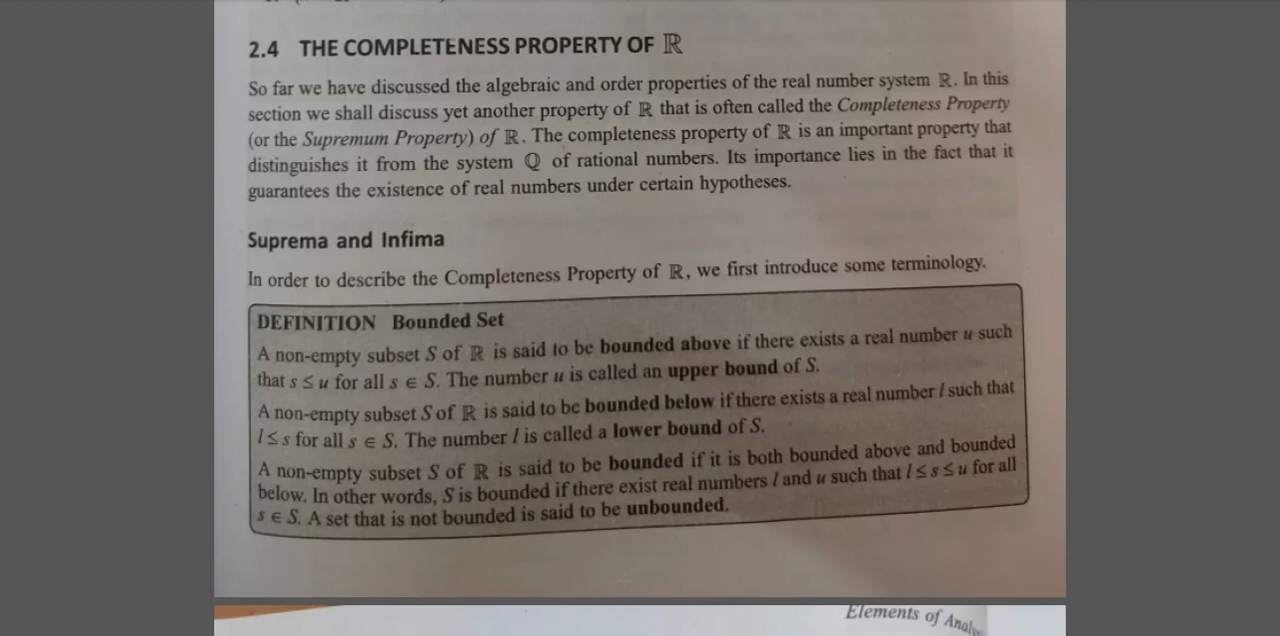 2.4 THE COMPLETENESS PROPERTY OF ℝ
So far we have discussed the algebraic and order properties of the real number system ℝ. In this
section we shall discuss yet another property of ℝ that is often called the Completeness Property
(or the Supremum Property) of ℝ. The completeness property of ℝ is an important property that
distinguishes it from the system ℚ of rational numbers. Its importance lies in the fact that it
guarantees the existence of real numbers under certain hypotheses.
Suprema and Infima
In order to describe the Completeness Property of ℝ, we first introduce some terminology.
DEFINITION Bounded Set
A non-empty subset S of ℝ is said to be bounded above if there exists a real number u such
that s ≤ u for all s ∈ S. The number u is called an upper bound of S.
A non-empty subset S of ℝ is said to be bounded below if there exists a real number l such that
l ≤ s for all s ∈ S. The number l is called a lower bound of S.
A non-empty subset S of ℝ is said to be bounded if it is both bounded above and bounded
below. In other words, S is bounded if there exist real numbers l and u such that l ≤ s ≤ u for all
s ∈ S. A set that is not bounded is said to be unbounded.
Elements of